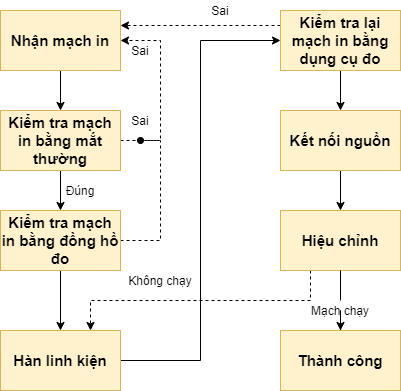 Nhận mạch in
Sai
Sai
Kiểm tra mạch
in bằng mắt
thường
Sai
Đúng
Kiểm tra mạch
in bằng đồng hồ
đo
Hàn linh kiện
Kiểm tra lại
mạch in bằng
dụng cụ đo
Kết nối nguồn
Hiệu chỉnh
Không chạy
Mạch chạy
Thành công